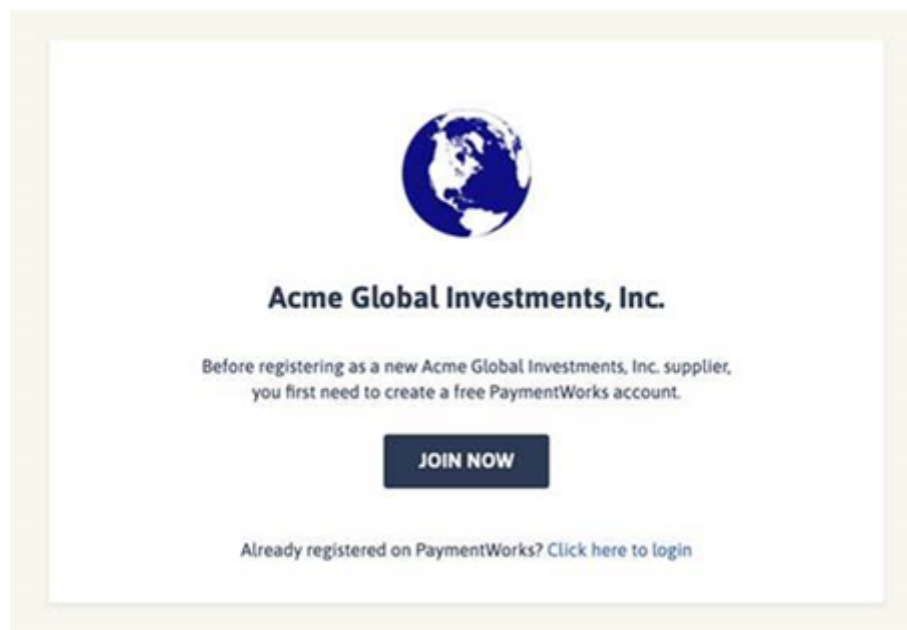 Acme Global Investments, Inc.
Before registering as a new Acme Global Investments, Inc. supplier,
you first need to create a free PaymentWorks account.
JOIN NOW
Already registered on PaymentWorks? Click here to login